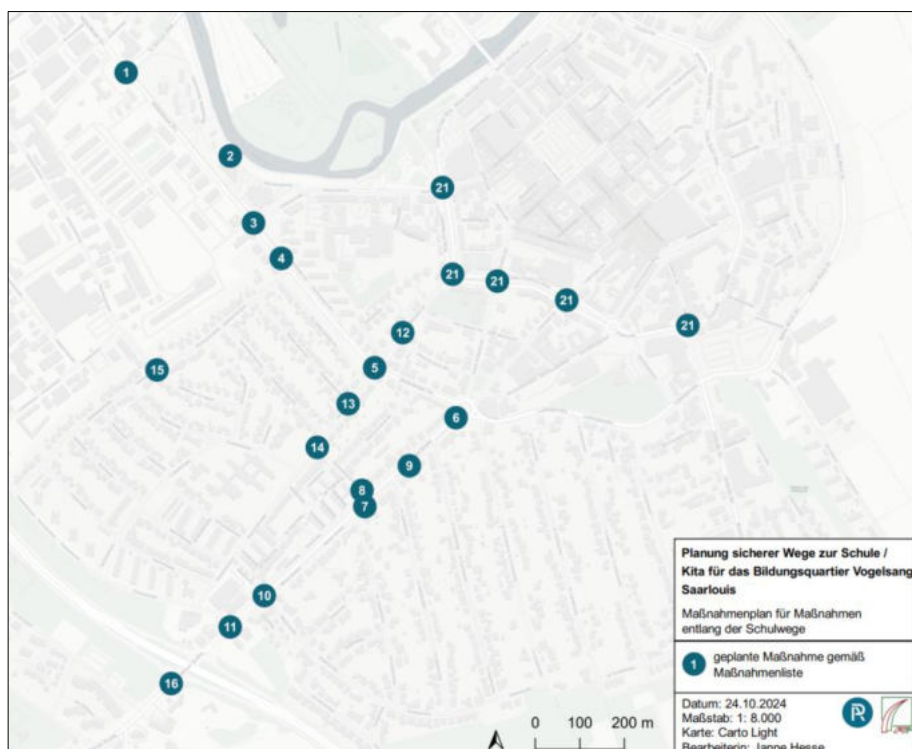 1
2
21
3
4
21
21
21
21
12
5
15
13
6
14
9
8
7
10
11
16
Planung sicherer Wege zur Schule /
Kita für das Bildungsquartier Vogelsang
Saarlouis
Maßnahmenplan für Maßnahmen
entlang der Schulwege
1
geplante Maßnahme gemäß
Maßnahmenliste
Datum: 24.10.2024
Maßstab: 1: 8.000
Karte: Carto Light
Bearbeiterin: Janne Hesse
0 100 200 m